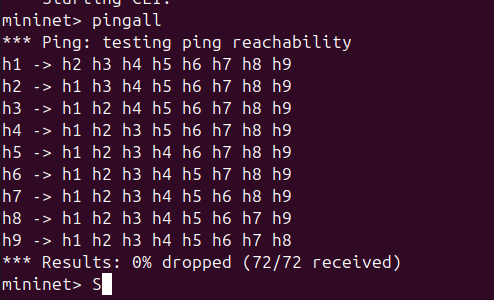 Starting CLI:
mininet> pingall
*** Ping: testing ping reachability
h1 -> h2 h3 h4 h5 h6 h7 h8 h9
h2 -> h1 h3 h4 h5 h6 h7 h8 h9
h3 -> h1 h2 h4 h5 h6 h7 h8 h9
h4 -> h1 h2 h3 h5 h6 h7 h8 h9
h5 -> h1 h2 h3 h4 h6 h7 h8 h9
h6 -> h1 h2 h3 h4 h5 h7 h8 h9
h7 -> h1 h2 h3 h4 h5 h6 h8 h9
h8 -> h1 h2 h3 h4 h5 h6 h7 h9
h9 -> h1 h2 h3 h4 h5 h6 h7 h8
*** Results: 0% dropped (72/72 received)
mininet> S